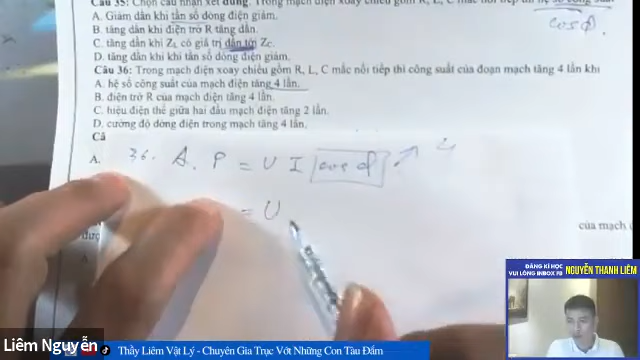 Câu 35: Chọn câu nhận xét đúng. Trong mạch điện xoay chiều gồm R, L, C mắc nối tiếp thì hệ số công
A. Giảm dần khi tần số dòng điện giảm.
cosφ.
B. tăng dần khi điện trở R tăng dần.
C. tăng dần khi ZL có giá trị dần tới ZC.
D. tăng dần khi khi tần số dòng điện giảm.
Câu 36: Trong mạch điện xoay chiều gồm R, L, C mắc nối tiếp thì công suất của đoạn mạch tăng 4 lần khi
A. hệ số công suất của mạch điện tăng 4 lần.
B. điện trở R của mạch điện tăng 4 lần.
C. hiệu điện thế giữa hai đầu mạch điện tăng 2 lần.
D. cường độ dòng điện trong mạch tăng 4 lần.
Câ
A.
36. A. P = U I cos φ ↗ 4
= U
của mạch
ĐĂNG KÍ HỌC
VUI LÒNG INBOX FB
NGUYỄN THANH LIÊM
Liêm Nguyễn
Thầy Liêm Vật Lý - Chuyên Gia Trục Vớt Những Con Tàu Đắm